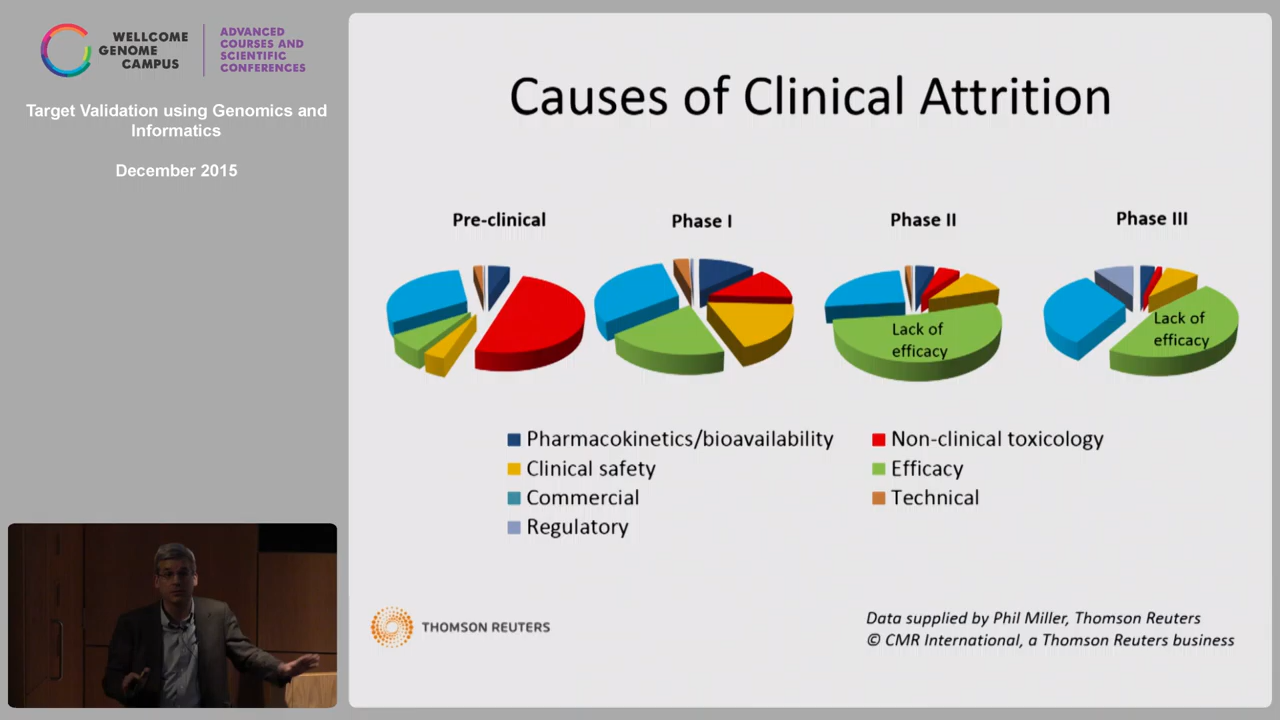 WELLCOME
GENOME
CAMPUS
ADVANCED
COURSES AND
SCIENTIFIC
CONFERENCES
Target Validation using Genomics and
Informatics
December 2015
Causes of Clinical Attrition
Pre-clinical
Phase I
Phase II
Phase III
Lack of
efficacy
Lack of
efficacy
Pharmacokinetics/bioavailability
Non-clinical toxicology
Clinical safety
Efficacy
Commercial
Technical
Regulatory
THOMSON REUTERS
Data supplied by Phil Miller, Thomson Reuters
© CMR International, a Thomson Reuters business